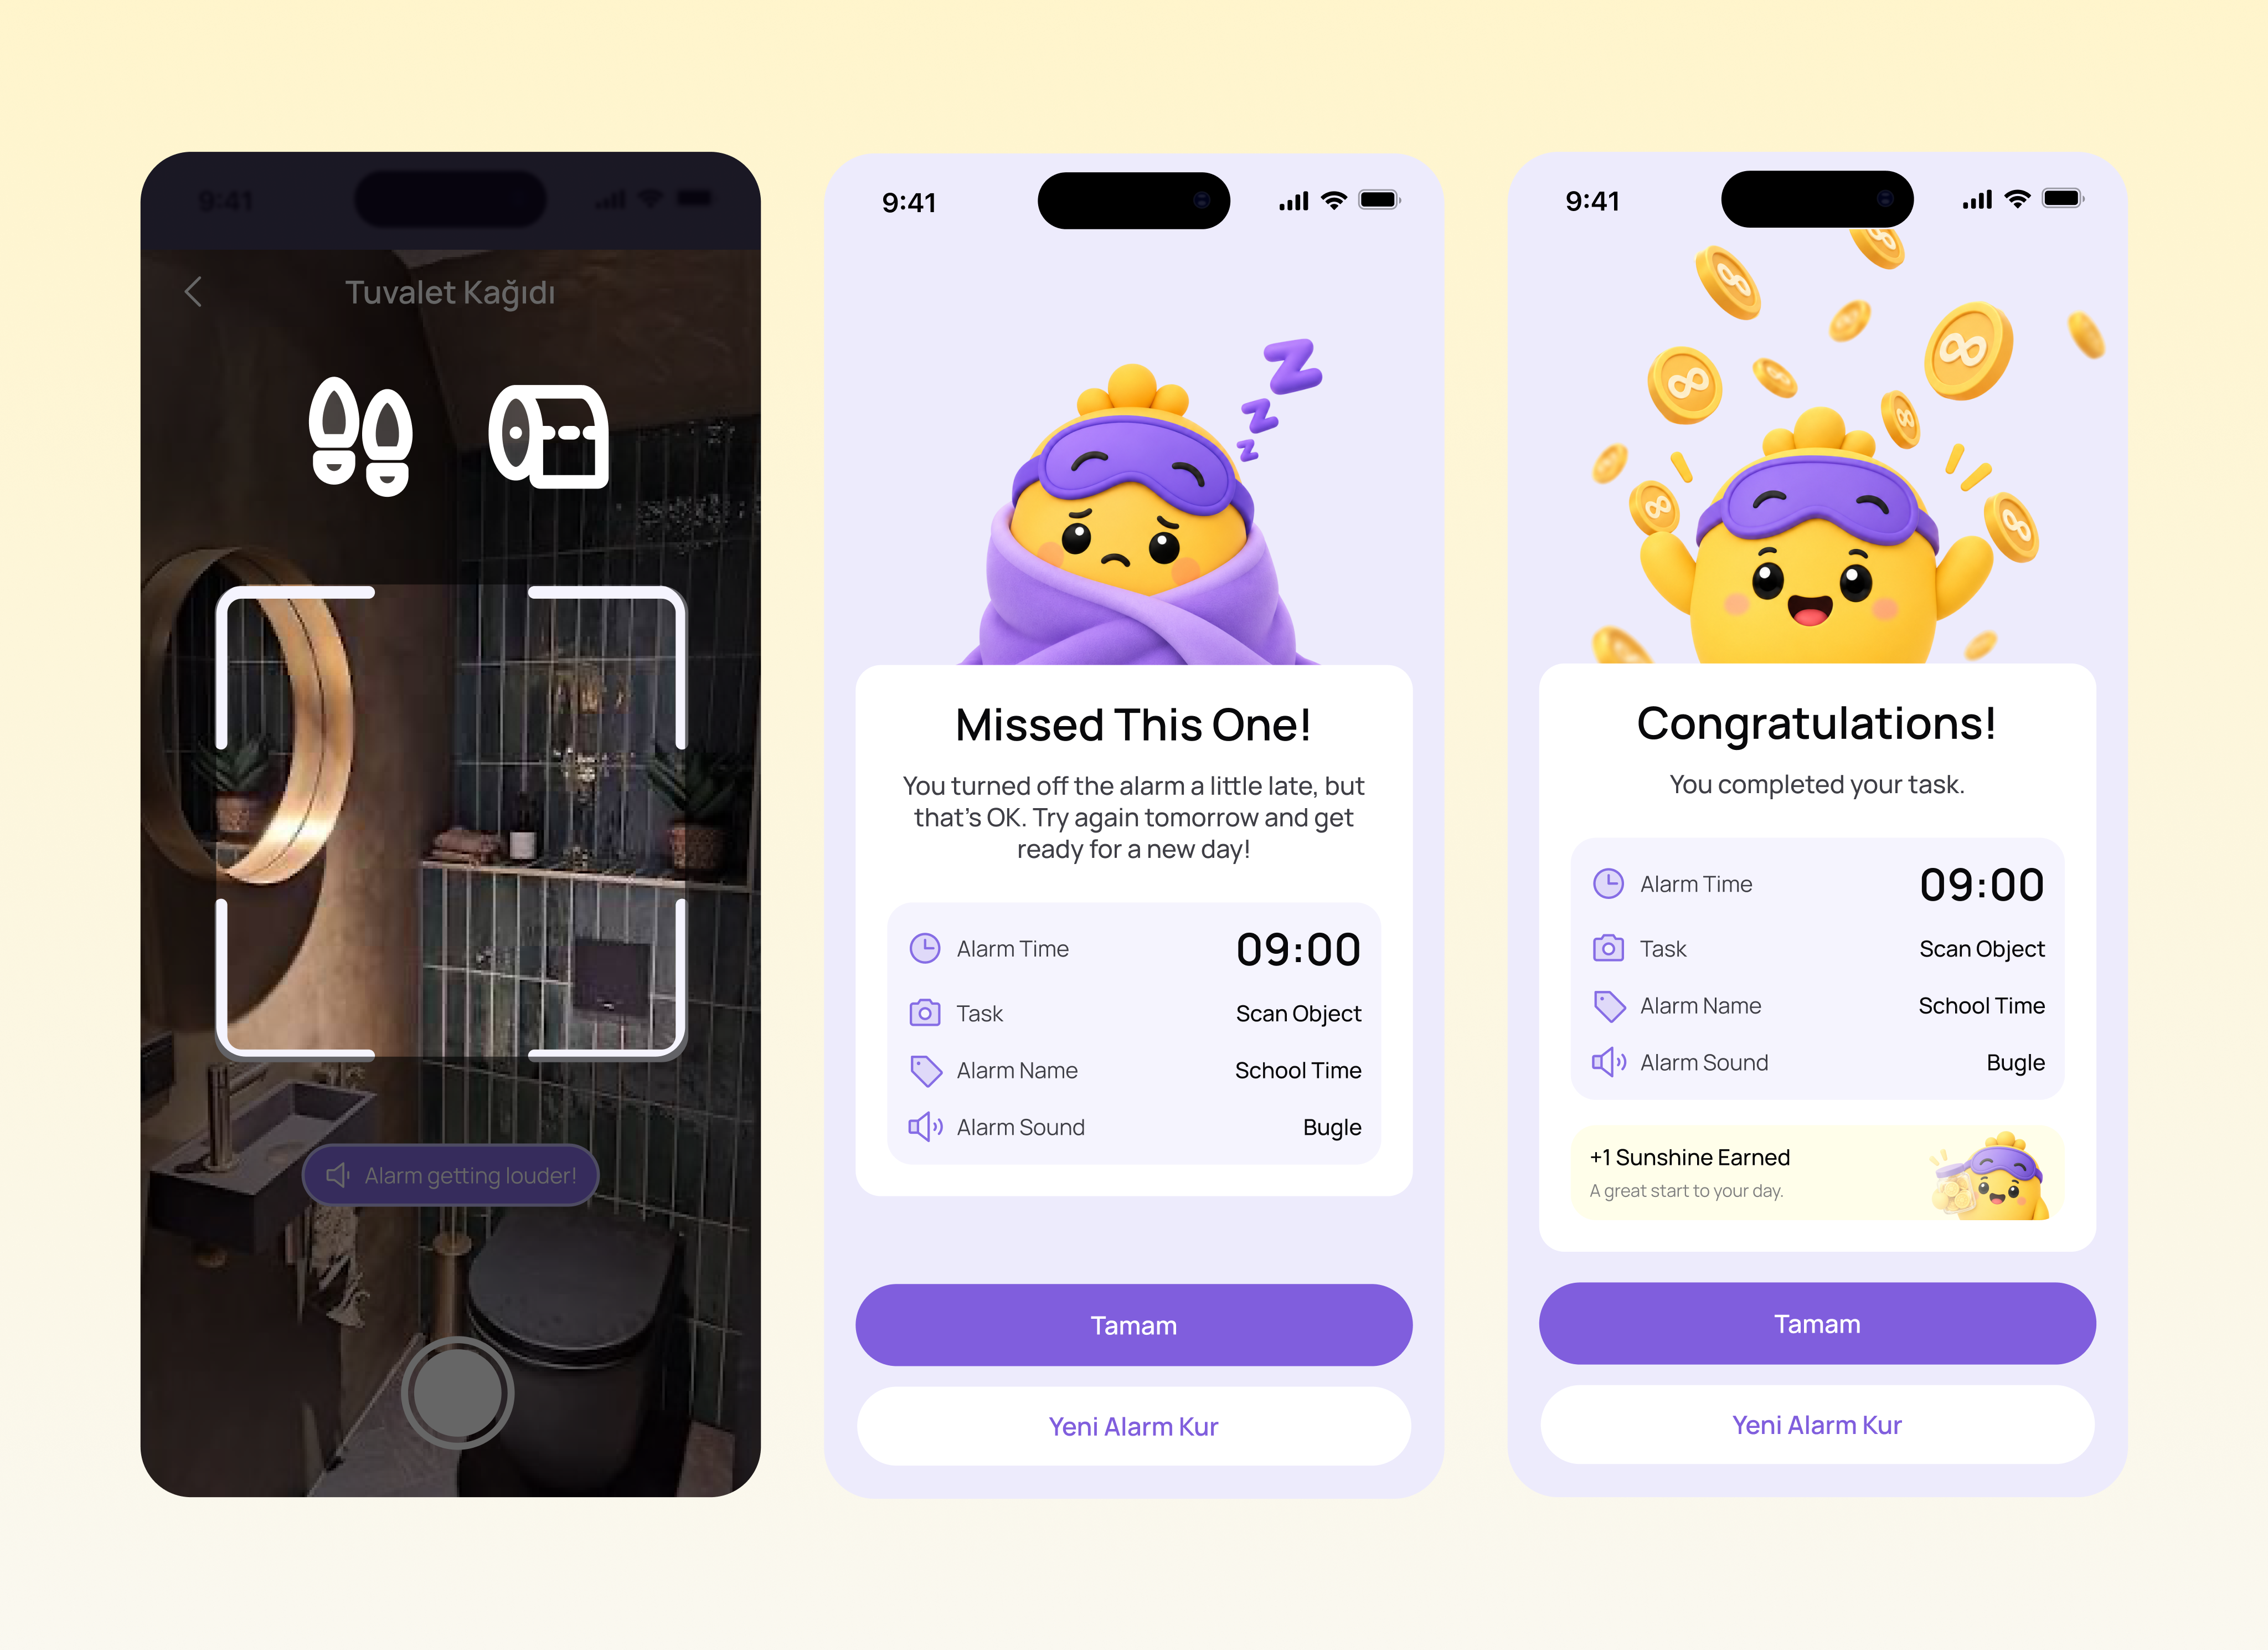 9:41
Tuvalet Kağıdı
Alarm getting louder!
9:41
Missed This One!
You turned off the alarm a little late, but
that's OK. Try again tomorrow and get
ready for a new day!
Alarm Time 09:00
Task Scan Object
Alarm Name School Time
Alarm Sound Bugle
Tamam
Yeni Alarm Kur
9:41
Congratulations!
You completed your task.
Alarm Time 09:00
Task Scan Object
Alarm Name School Time
Alarm Sound Bugle
+1 Sunshine Earned
A great start to your day.
Tamam
Yeni Alarm Kur